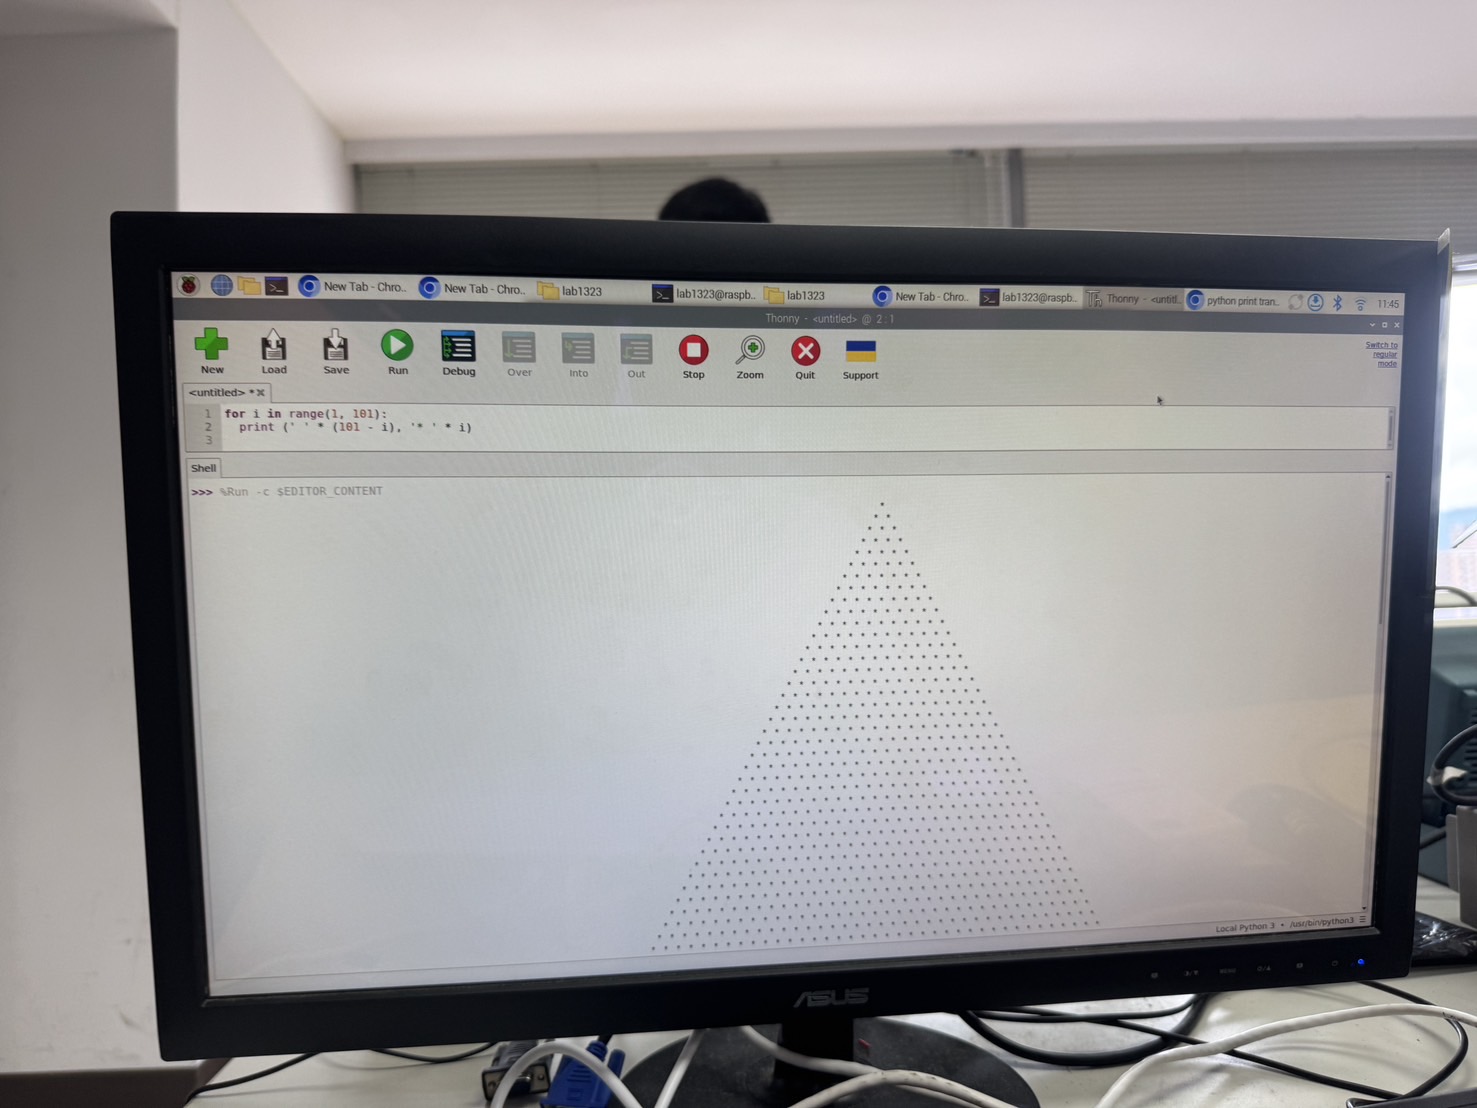 New Tab - Chro.. New Tab - Chro.. lab1323 lab1323@raspb.. lab1323 New Tab - Chro.. lab1323@raspb.. Thonny - <untitl.. python print tran.. 11:45
Thonny - <untitled> @ 2 : 1
New Load Save Run Debug Over Into Out Stop Zoom Quit Support
Switch to
regular
mode
<untitled> *
1 for i in range(1, 101):
2 print (' ' * (101 - i), '* ' * i)
3
Shell
>>> %Run -c $EDITOR_CONTENT
Local Python 3 • /usr/bin/python3
ASUS